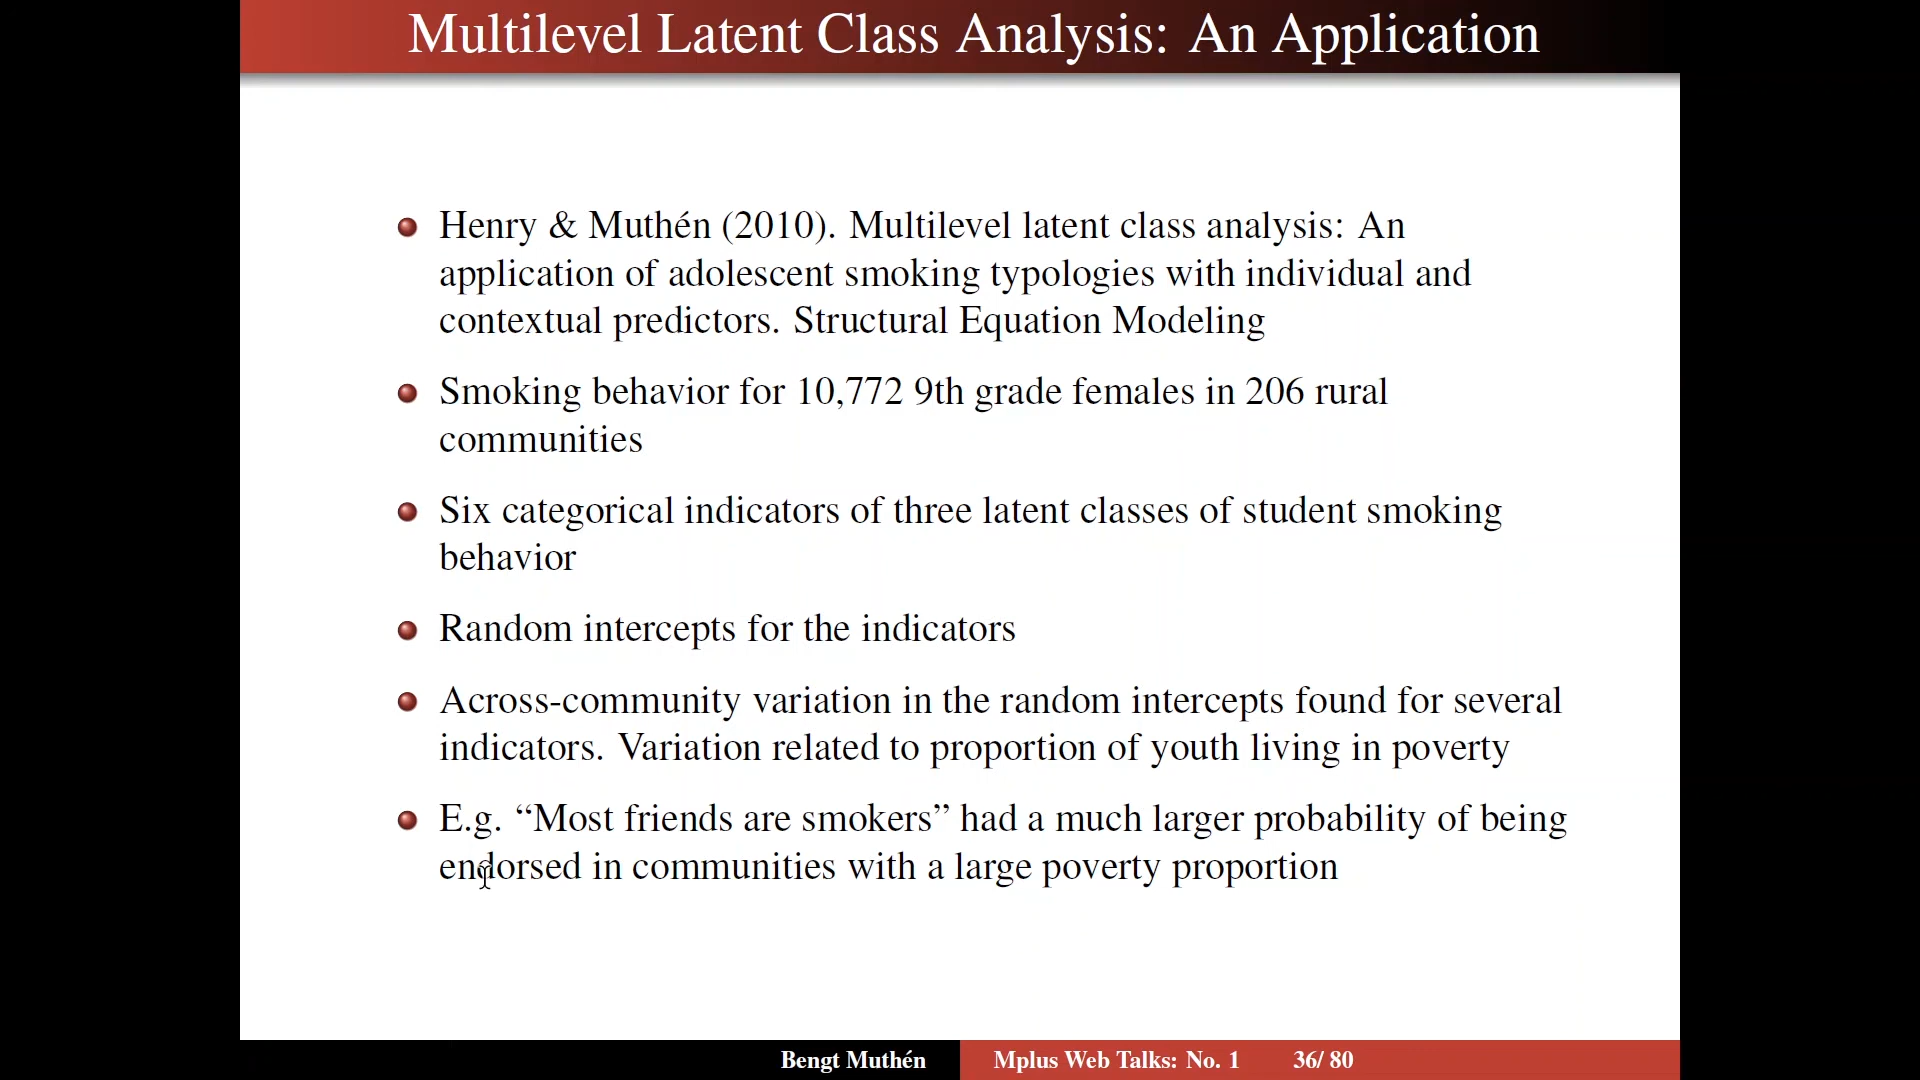 Multilevel Latent Class Analysis: An Application
Henry & Muthén (2010). Multilevel latent class analysis: An
application of adolescent smoking typologies with individual and
contextual predictors. Structural Equation Modeling
Smoking behavior for 10,772 9th grade females in 206 rural
communities
Six categorical indicators of three latent classes of student smoking
behavior
Random intercepts for the indicators
Across-community variation in the random intercepts found for several
indicators. Variation related to proportion of youth living in poverty
E.g. “Most friends are smokers” had a much larger probability of being
endorsed in communities with a large poverty proportion
Bengt Muthén Mplus Web Talks: No. 1 36/ 80